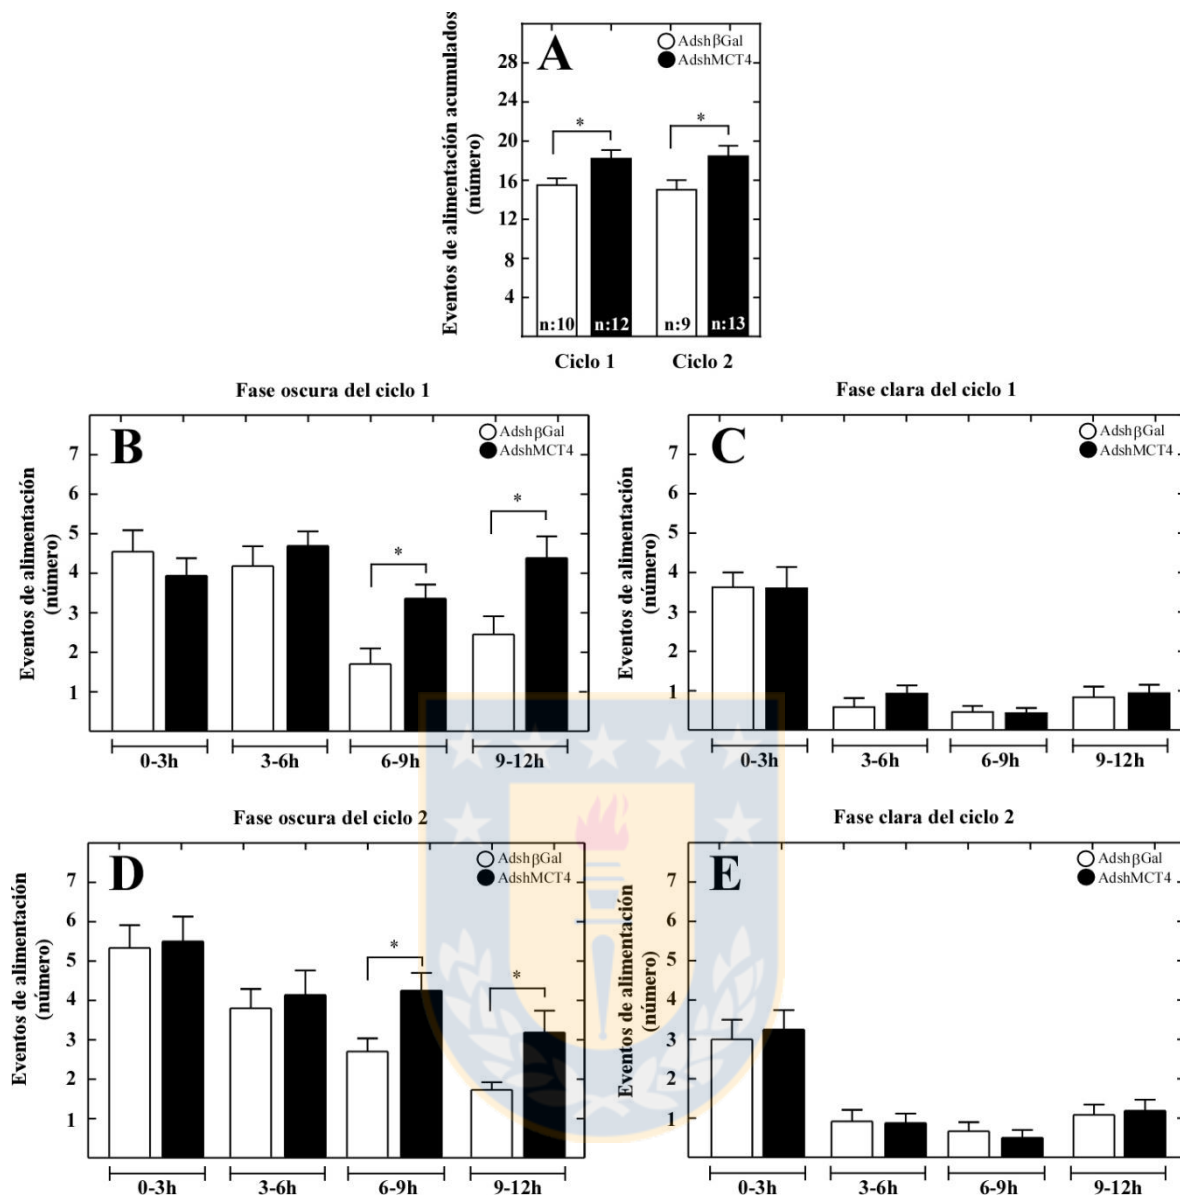 A
AdshβGal
AdshMCT4
Eventos de alimentación acumulados
(número)
28
24
20
16
12
8
4
*
*
n:10
n:12
n:9
n:13
Ciclo 1
Ciclo 2
Fase oscura del ciclo 1
B
AdshβGal
AdshMCT4
Eventos de alimentación
(número)
7
6
5
4
3
2
1
*
*
0-3h
3-6h
6-9h
9-12h
Fase clara del ciclo 1
C
AdshβGal
AdshMCT4
Eventos de alimentación
(número)
7
6
5
4
3
2
1
0-3h
3-6h
6-9h
9-12h
Fase oscura del ciclo 2
D
AdshβGal
AdshMCT4
Eventos de alimentación
(número)
7
6
5
4
3
2
1
*
*
0-3h
3-6h
6-9h
9-12h
Fase clara del ciclo 2
E
AdshβGal
AdshMCT4
Eventos de alimentación
(número)
7
6
5
4
3
2
1
0-3h
3-6h
6-9h
9-12h